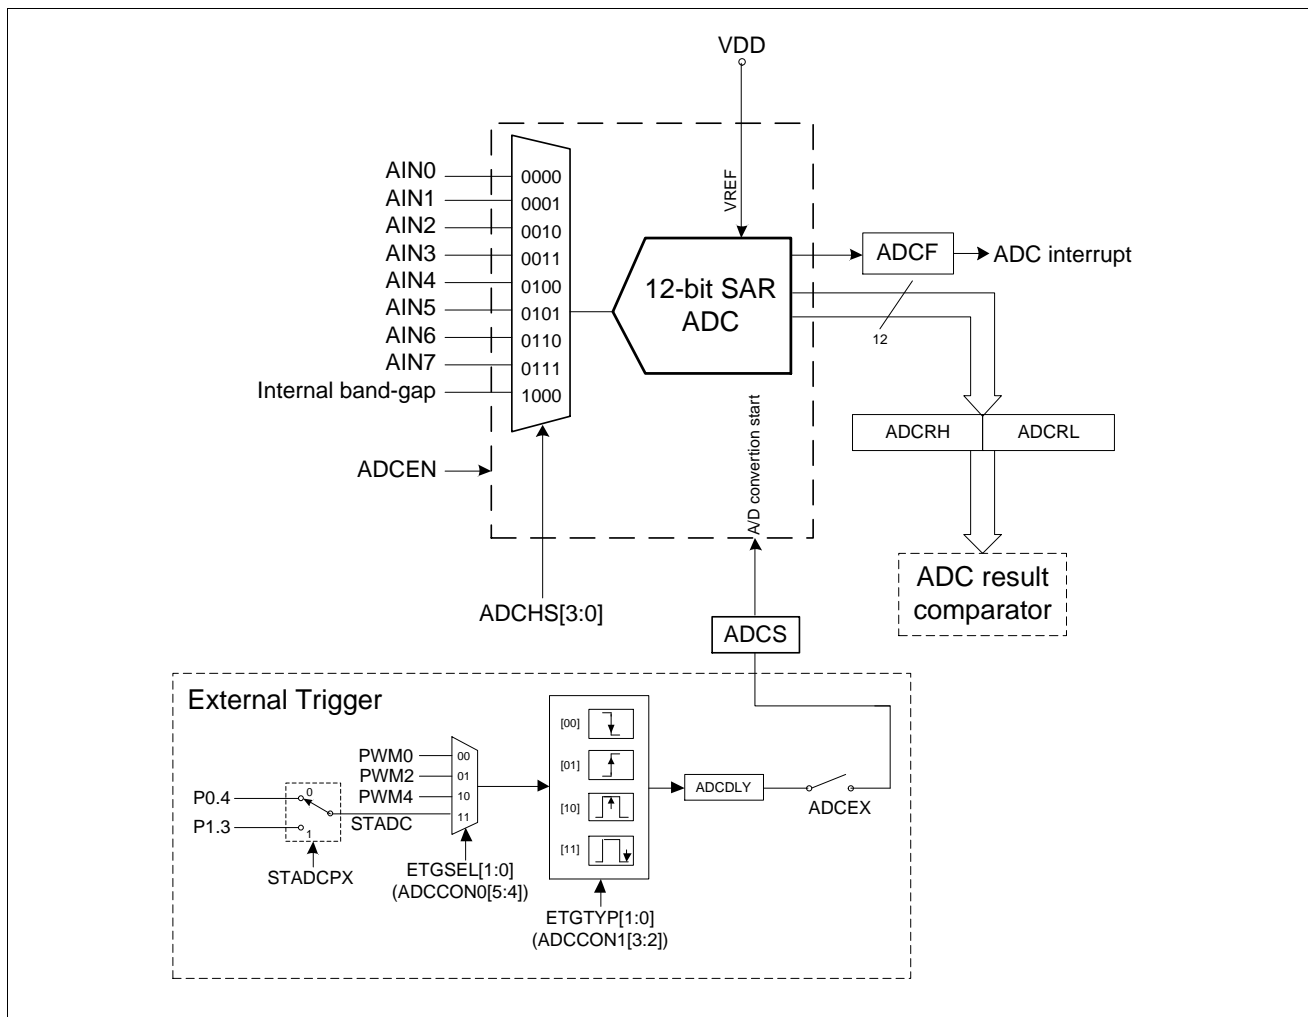 VDD
VREF
AIN0 0000
AIN1 0001
AIN2 0010
AIN3 0011
AIN4 0100
AIN5 0101
AIN6 0110
AIN7 0111
Internal band-gap 1000
ADCEN
ADCHS[3:0]
12-bit SAR
ADC
ADCF
ADC interrupt
12
ADCRH
ADCRL
ADC result
comparator
A/D convertion start
ADCS
External Trigger
P0.4
P1.3
0
1
STADCPX
PWM0 00
PWM2 01
PWM4 10
STADC 11
ETGSEL[1:0]
(ADCCON0[5:4])
[00]
[01]
[10]
[11]
ETGTYP[1:0]
(ADCCON1[3:2])
ADCDLY
ADCEX